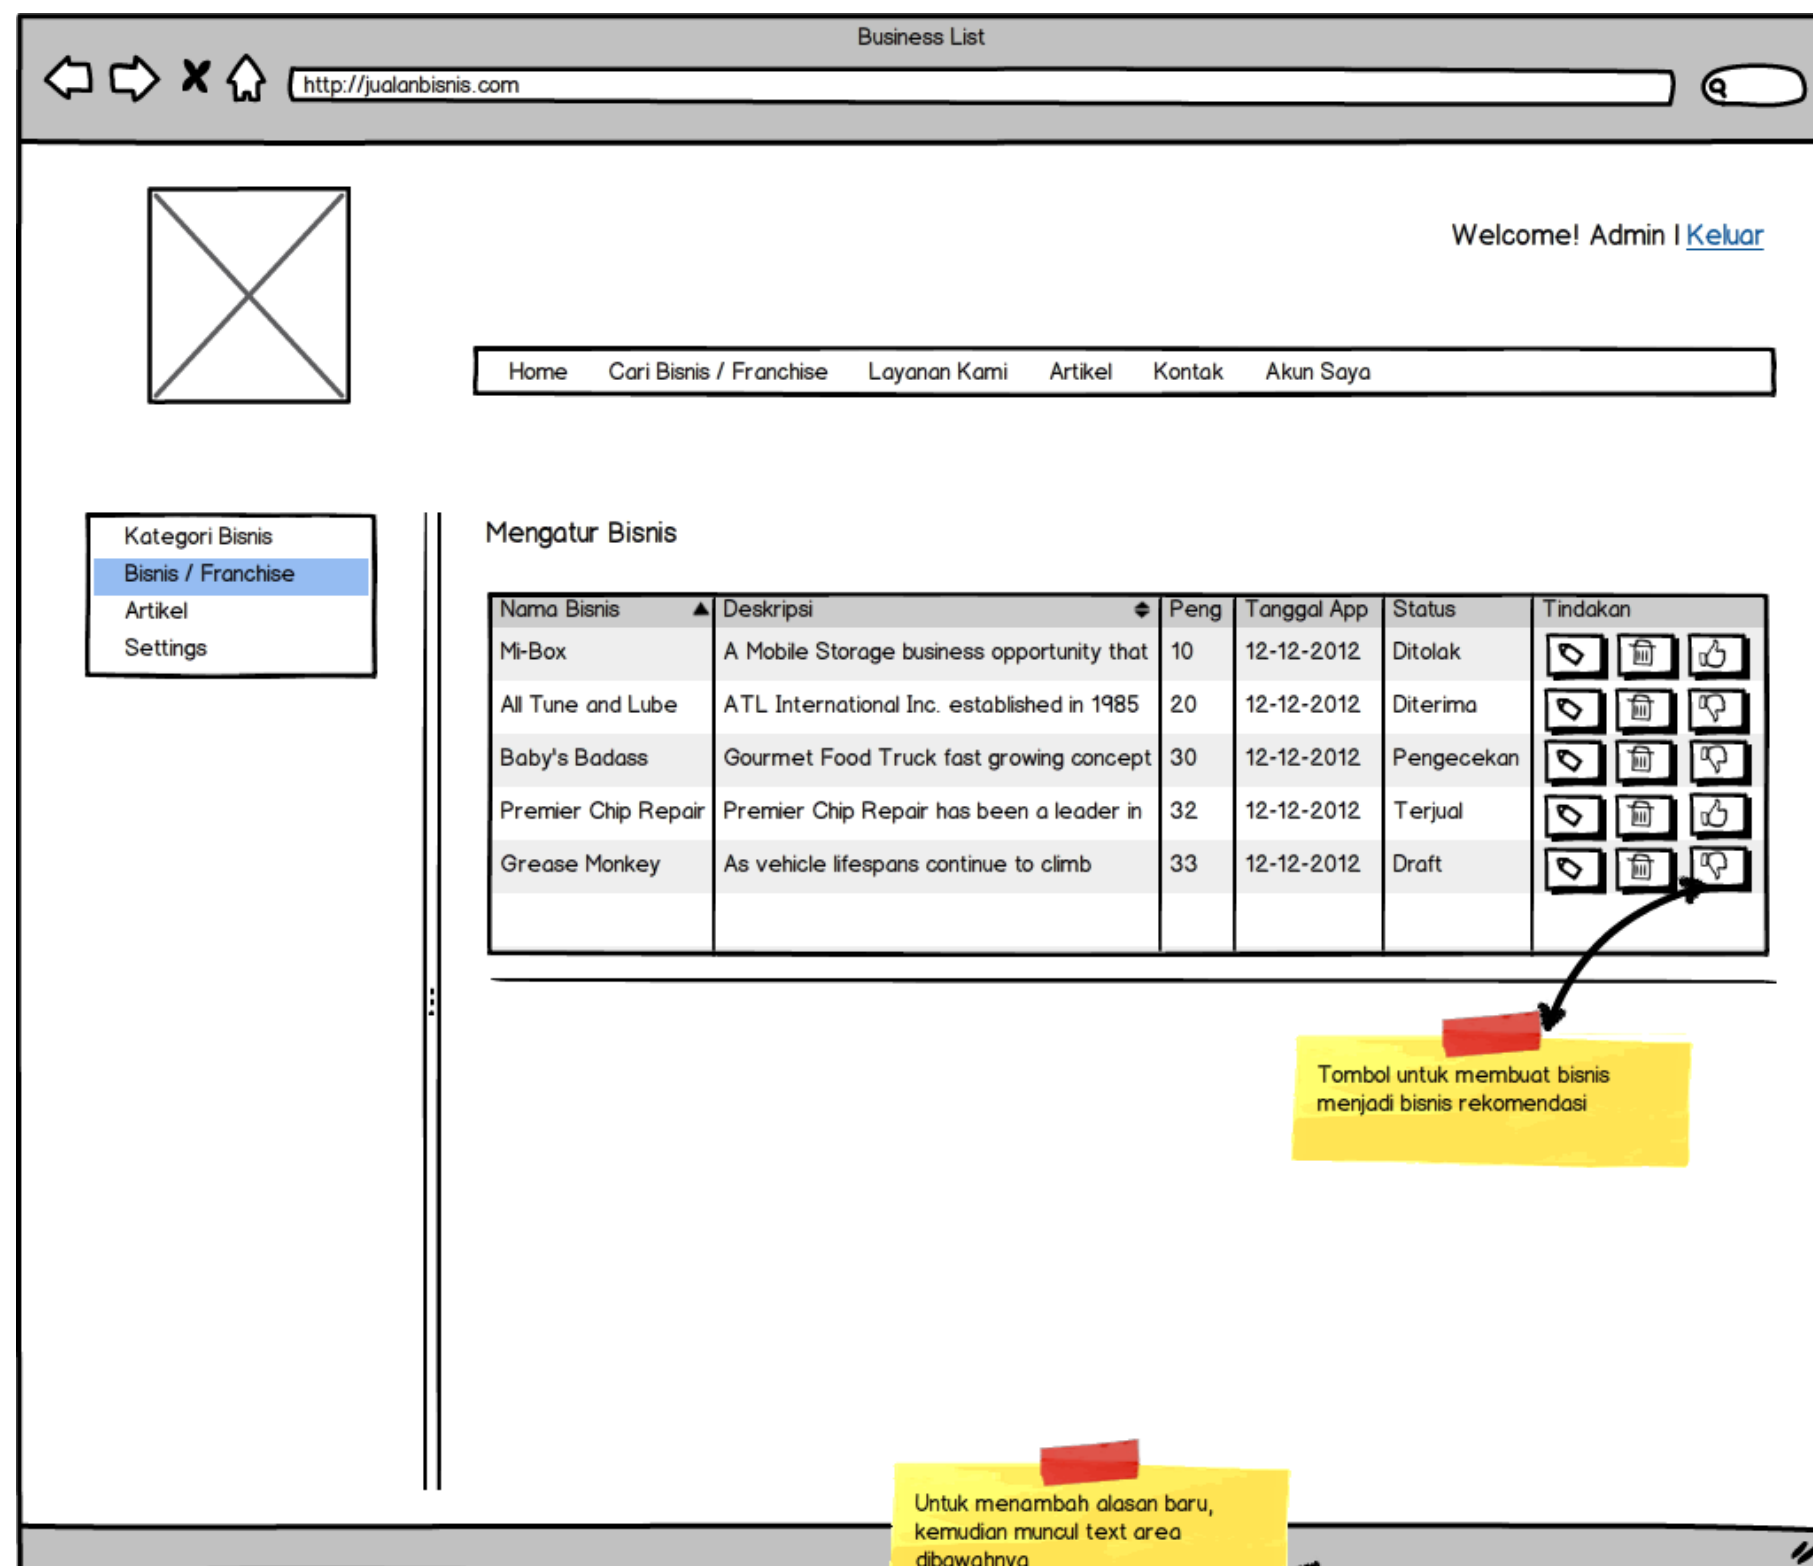 Business List
http://jualanbisnis.com
Welcome! Admin | Keluar
Home Cari Bisnis / Franchise Layanan Kami Artikel Kontak Akun Saya
Kategori Bisnis
Bisnis / Franchise
Artikel
Settings
Mengatur Bisnis
Nama Bisnis Deskripsi Peng Tanggal App Status Tindakan
Mi-Box A Mobile Storage business opportunity that 10 12-12-2012 Ditolak
All Tune and Lube ATL International Inc. established in 1985 20 12-12-2012 Diterima
Baby's Badass Gourmet Food Truck fast growing concept 30 12-12-2012 Pengecekan
Premier Chip Repair Premier Chip Repair has been a leader in 32 12-12-2012 Terjual
Grease Monkey As vehicle lifespans continue to climb 33 12-12-2012 Draft
Tombol untuk membuat bisnis
menjadi bisnis rekomendasi
Untuk menambah alasan baru,
kemudian muncul text area
dibawahnya